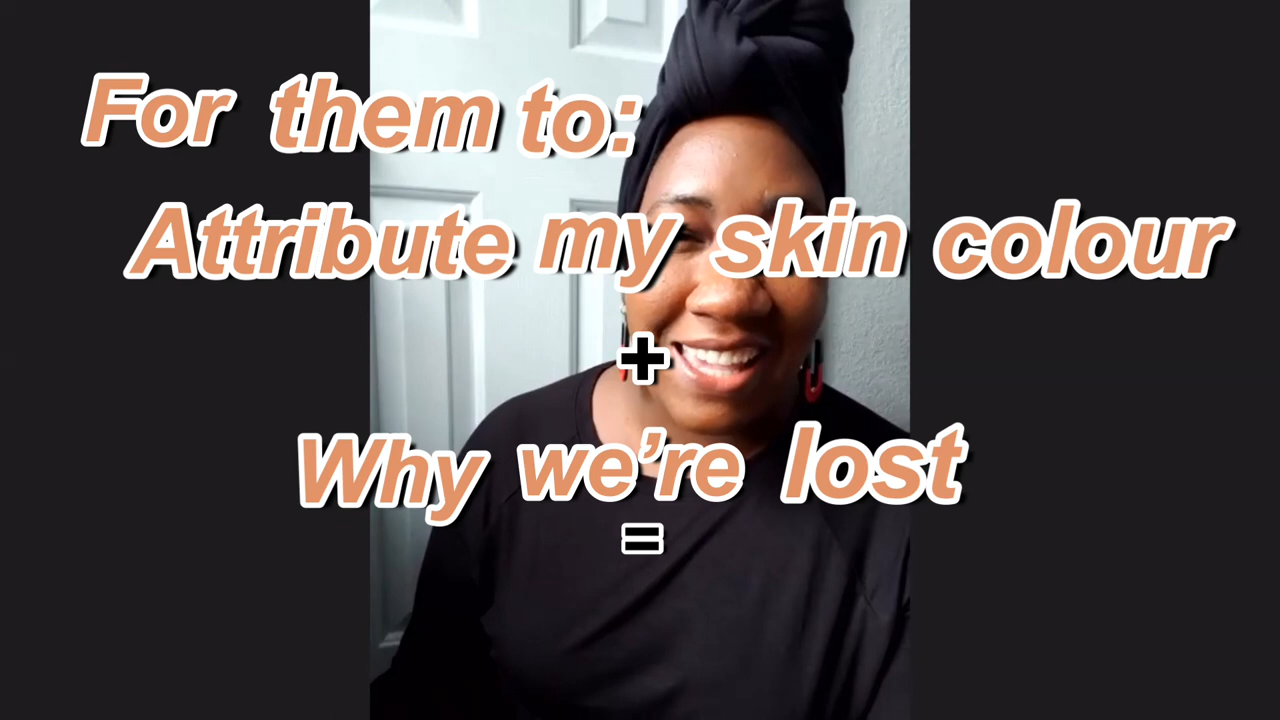 For them to:
Attribute my skin colour
+
Why we’re lost
=